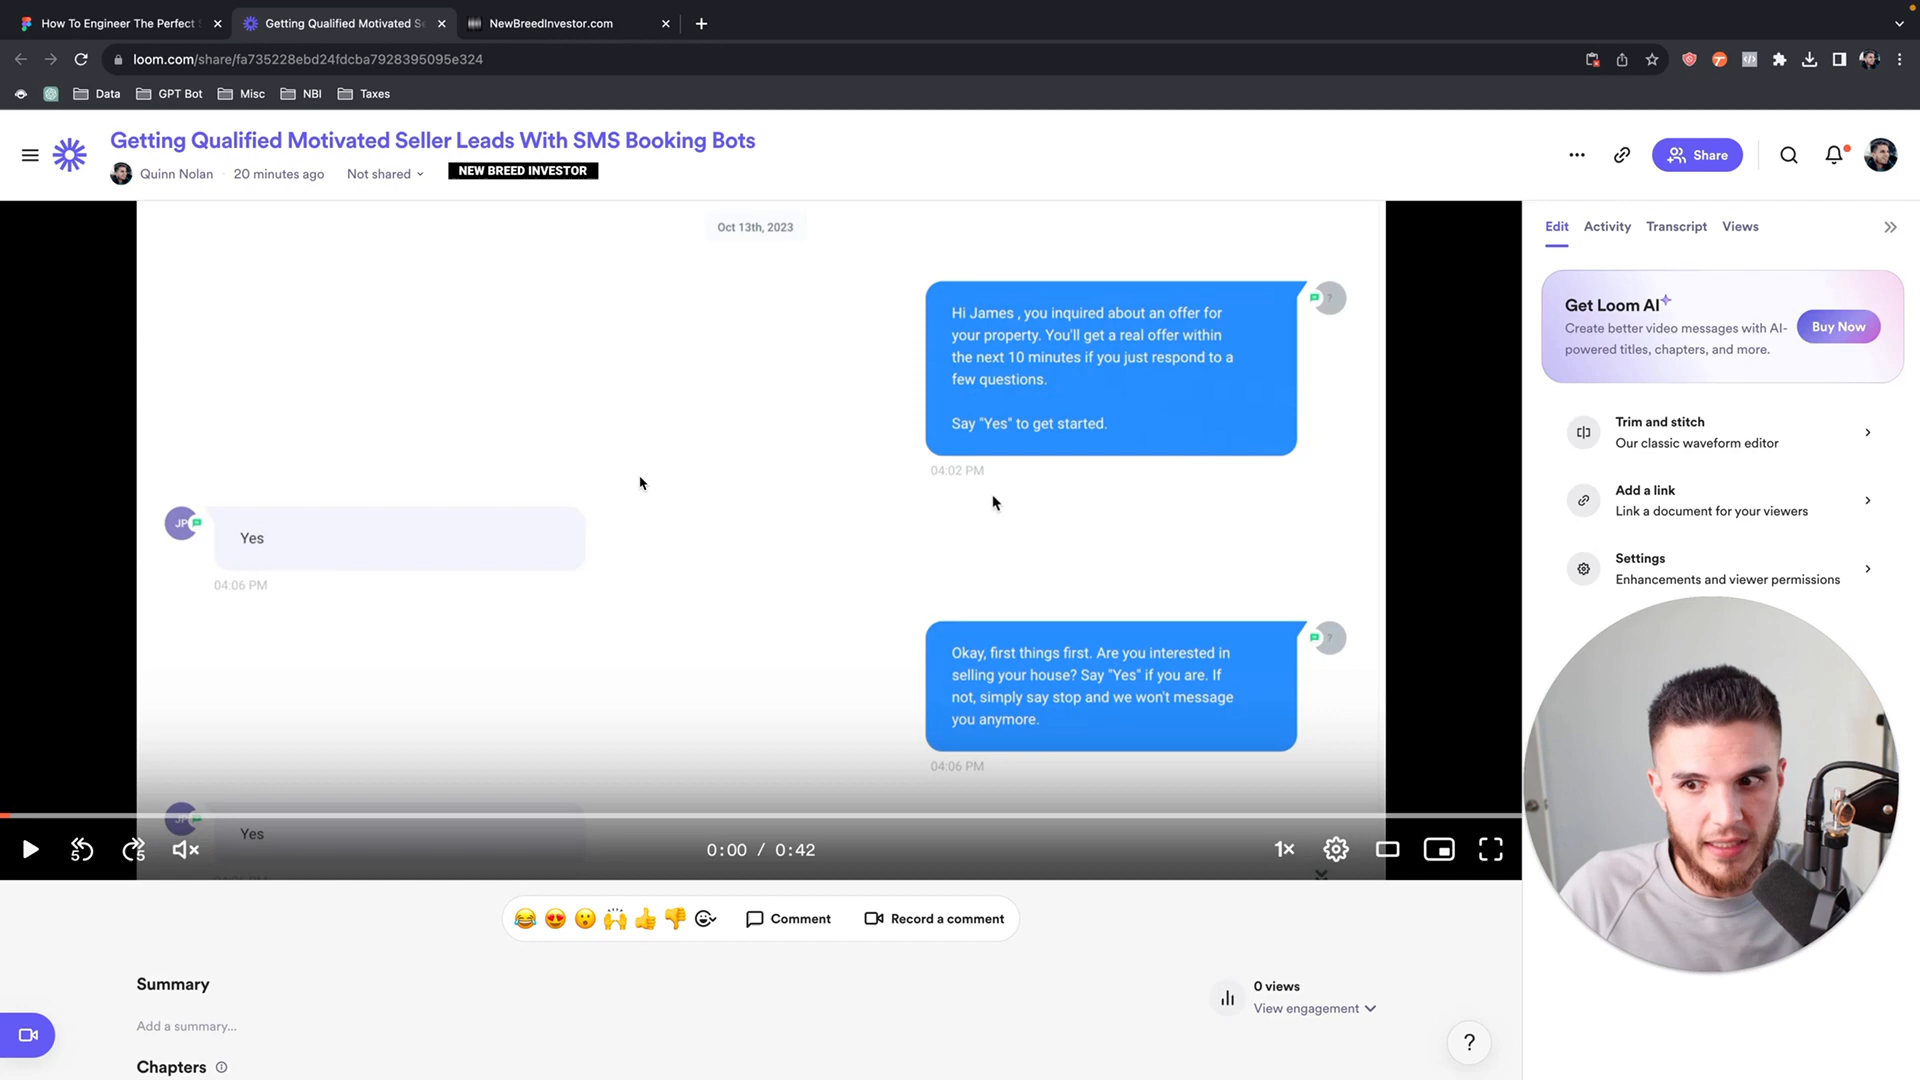 How To Engineer The Perfect
Getting Qualified Motivated Se
NewBreedInvestor.com
loom.com/share/fa735228ebd24fdcba7928395095e324
Data
GPT Bot
Misc
NBI
Taxes
Getting Qualified Motivated Seller Leads With SMS Booking Bots
Quinn Nolan
20 minutes ago
Not shared
NEW BREED INVESTOR
Share
Oct 13th, 2023
Hi James , you inquired about an offer for
your property. You'll get a real offer within
the next 10 minutes if you just respond to a
few questions.
Say "Yes" to get started.
?
04:02 PM
JP
Yes
04:06 PM
Okay, first things first. Are you interested in
selling your house? Say "Yes" if you are. If
not, simply say stop and we won't message
you anymore.
?
04:06 PM
JP
Yes
5
5
0:00 / 0:42
1×
Comment
Record a comment
Summary
Add a summary...
Chapters
0 views
View engagement
?
Edit
Activity
Transcript
Views
Get Loom AI
Create better video messages with AI-
powered titles, chapters, and more.
Buy Now
Trim and stitch
Our classic waveform editor
Add a link
Link a document for your viewers
Settings
Enhancements and viewer permissions